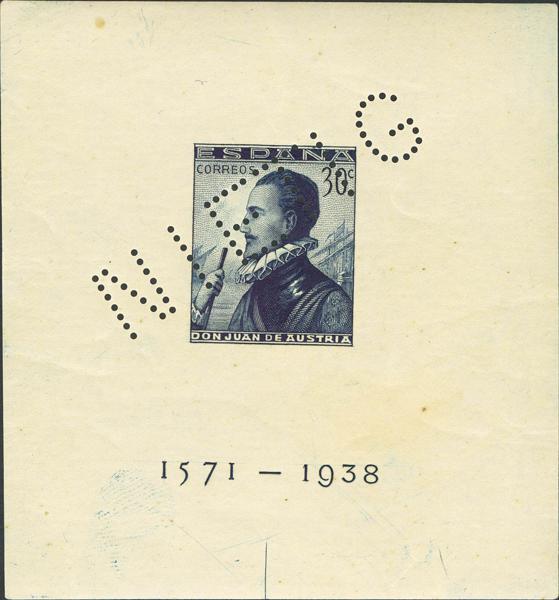 ESPAÑA
CORREOS 30c
DON JUAN DE AUSTRIA
1571 — 1938